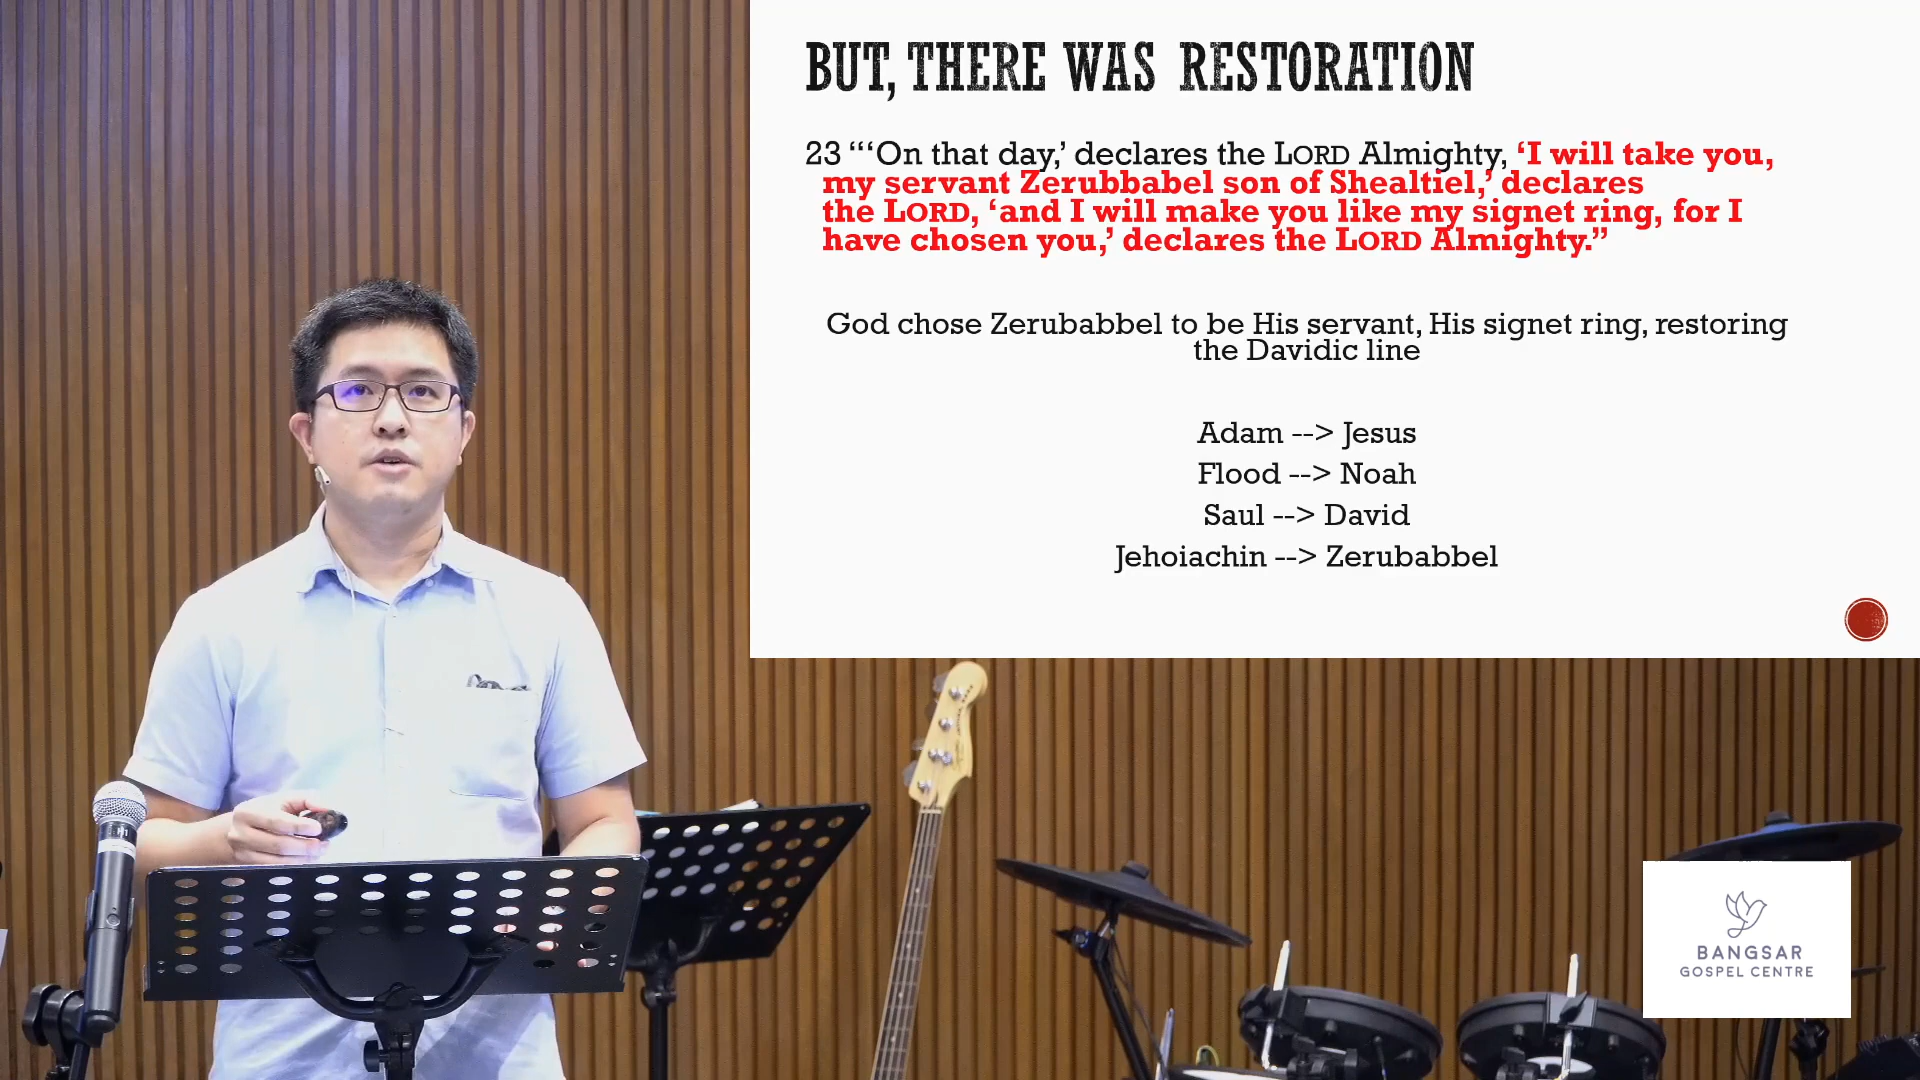 BUT, THERE WAS RESTORATION
23 “‘On that day,’ declares the LORD Almighty, ‘I will take you,
my servant Zerubbabel son of Shealtiel,’ declares
the LORD, ‘and I will make you like my signet ring, for I
have chosen you,’ declares the LORD Almighty.”
God chose Zerubabbel to be His servant, His signet ring, restoring
the Davidic line
Adam --> Jesus
Flood --> Noah
Saul --> David
Jehoiachin --> Zerubabbel
BANGSAR
GOSPEL CENTRE